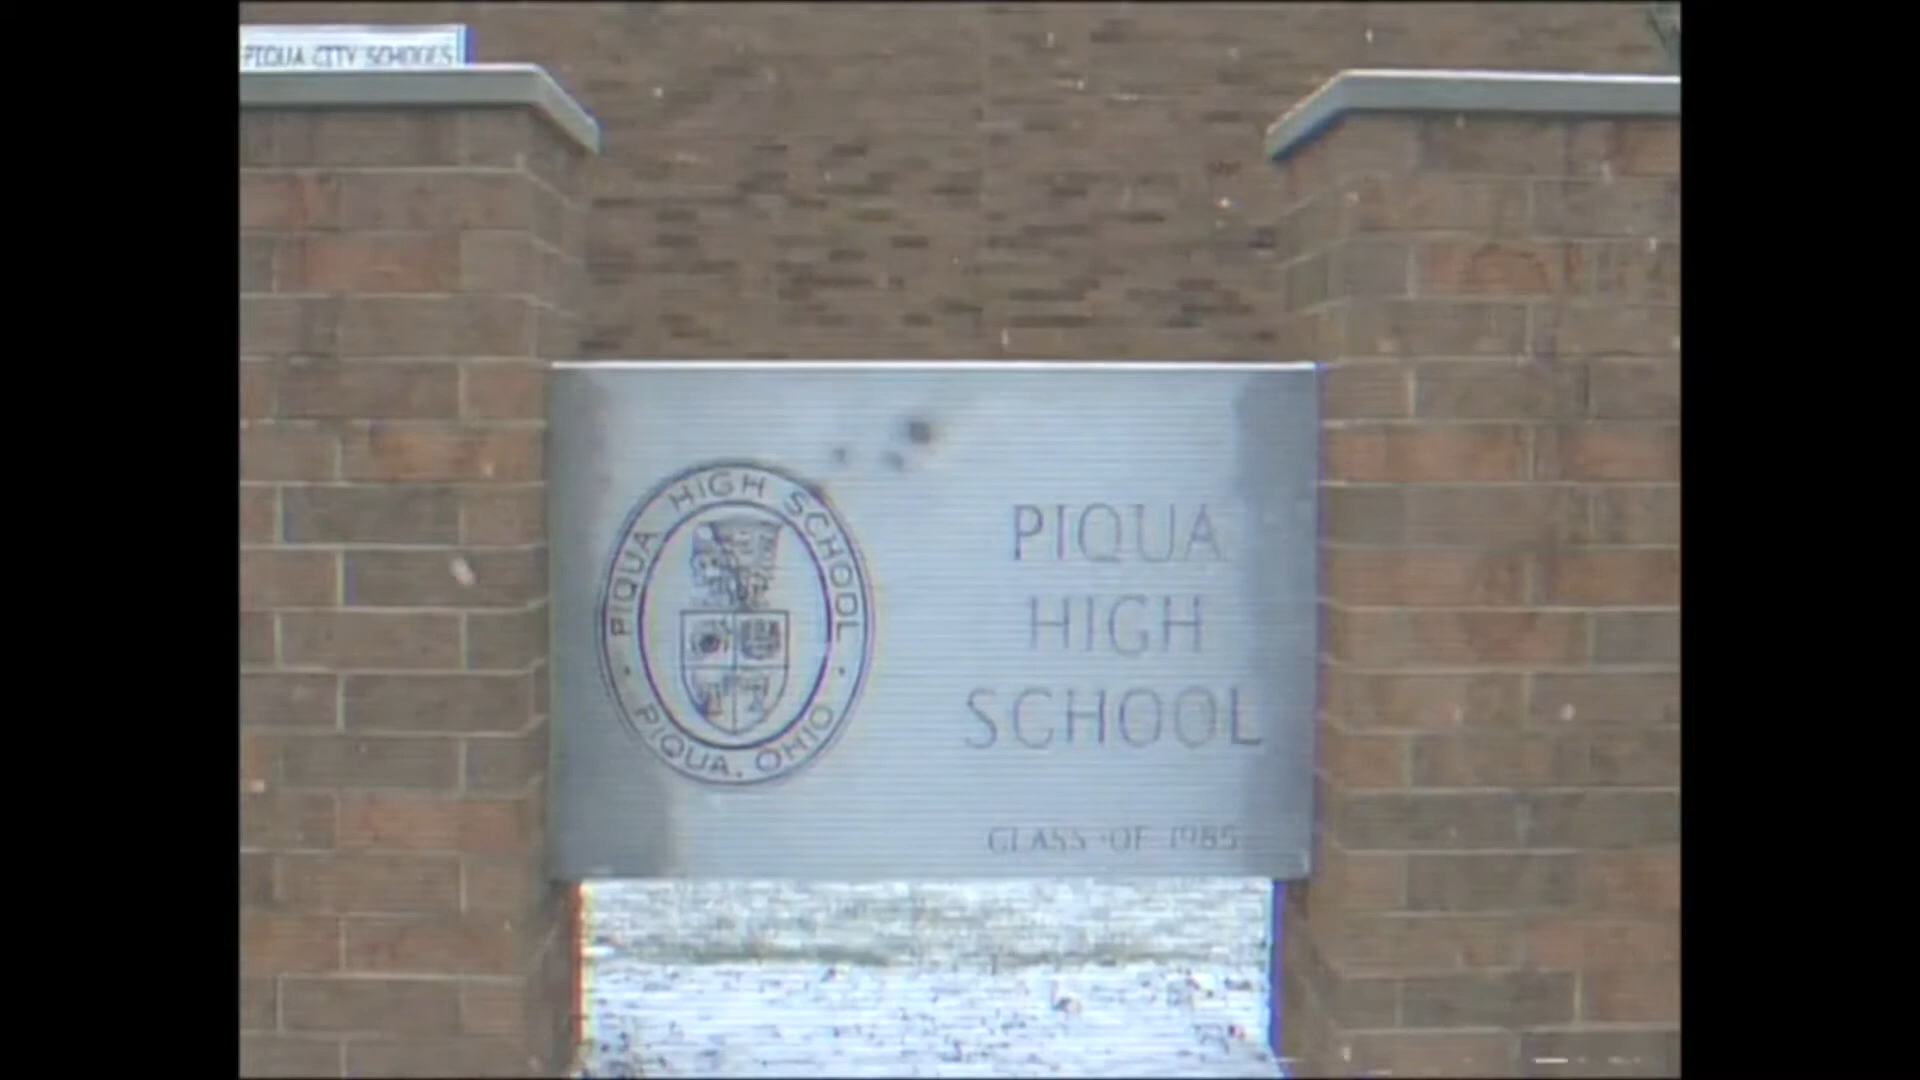 PIQUA CITY SCHOOLS
PIQUA HIGH SCHOOL
PIQUA, OHIO
PIQUA
HIGH
SCHOOL
CLASS OF 1985